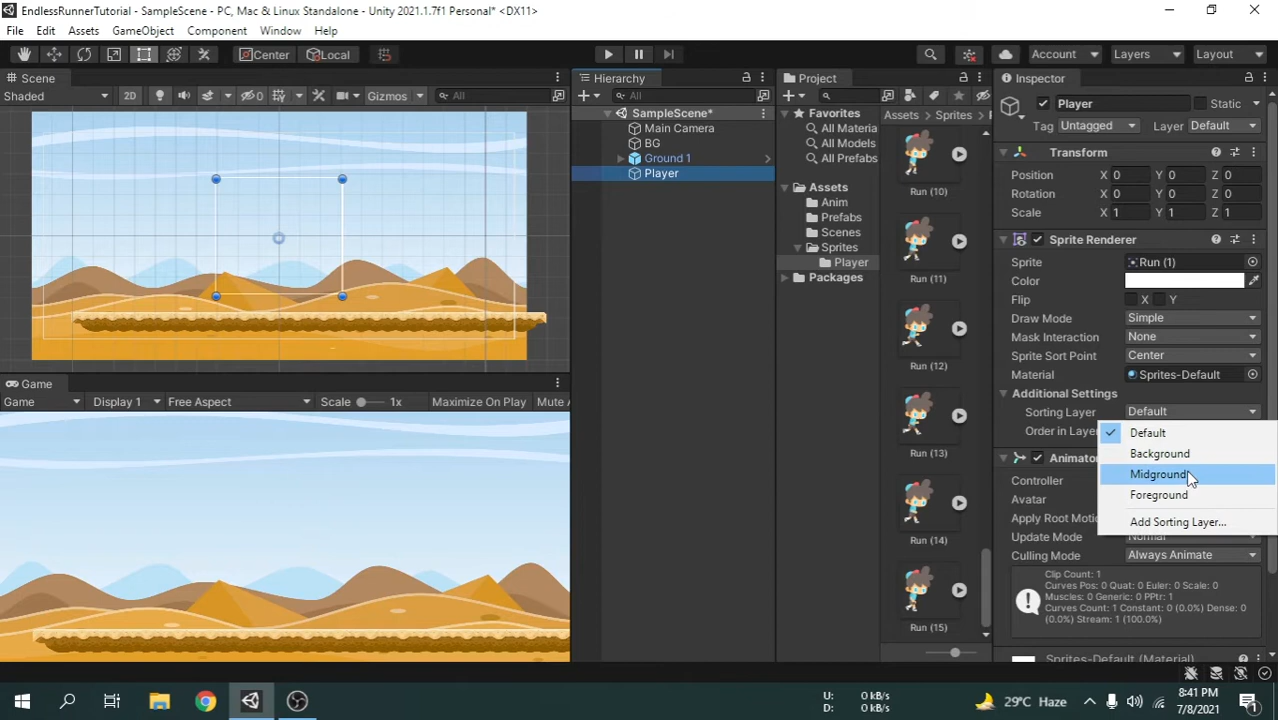 EndlessRunnerTutorial - SampleScene - PC, Mac & Linux Standalone - Unity 2021.1.7f1 Personal* <DX11>
File Edit Assets GameObject Component Window Help
Center Local Account Layers Layout
Scene
Shaded 2D 0 Gizmos All
Hierarchy
All
SampleScene*
Main Camera
BG
Ground 1
Player
Game
Game Display 1 Free Aspect Scale 1x Maximize On Play Mute A
Project
Favorites
All Materia
All Models
All Prefabs
Assets
Anim
Prefabs
Scenes
Sprites
Player
Packages
Assets Sprites
Run (10)
Run (11)
Run (12)
Run (13)
Run (14)
Run (15)
Inspector
Player Static
Tag Untagged Layer Default
Transform
Position X 0 Y 0 Z 0
Rotation X 0 Y 0 Z 0
Scale X 1 Y 1 Z 1
Sprite Renderer
Sprite Run (1)
Color
Flip X Y
Draw Mode Simple
Mask Interaction None
Sprite Sort Point Center
Material Sprites-Default
Additional Settings
Sorting Layer Default
Order in Layer
Default
Background
Midground
Foreground
Add Sorting Layer...
Animator
Controller
Avatar
Apply Root Moti
Update Mode Normal
Culling Mode Always Animate
Clip Count: 1
Curves Pos: 0 Quat: 0 Euler: 0 Scale: 0
Muscles: 0 Generic: 0 PPtr: 1
Curves Count: 1 Constant: 0 (0.0%) Dense: 0
(0.0%) Stream: 1 (100.0%)
Sprites-Default (Material)
U: 0 kB/s
D: 0 kB/s
29°C Haze
8:41 PM
7/8/2021
1